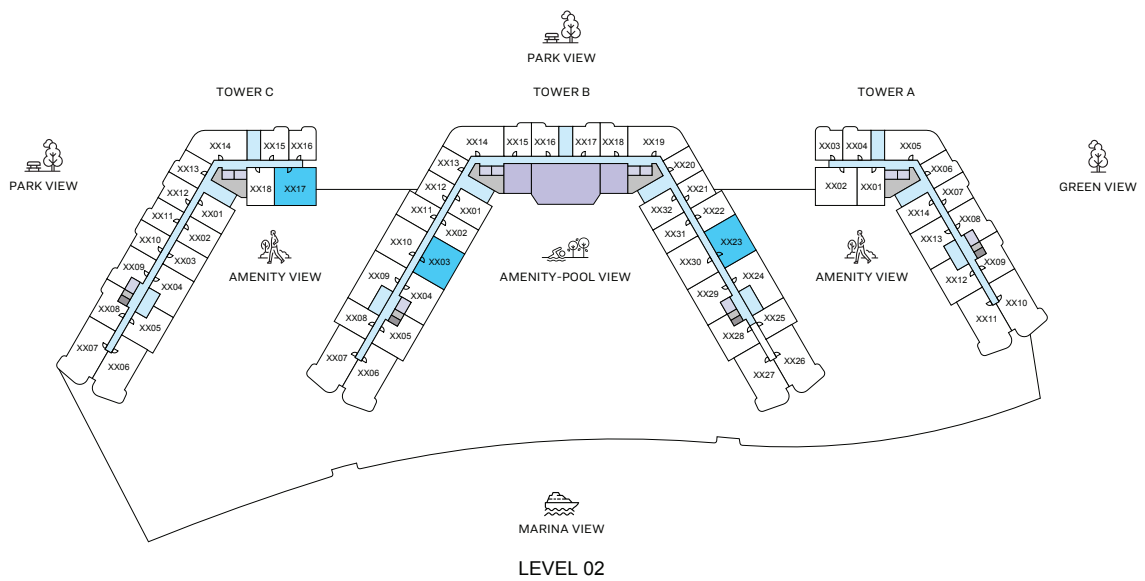 PARK VIEW
TOWER C
TOWER B
TOWER A
PARK VIEW
GREEN VIEW
XX14
XX15
XX16
XX13
XX12
XX11
XX10
XX09
XX08
XX07
XX06
XX05
XX04
XX03
XX02
XX01
XX18
XX17
AMENITY VIEW
XX14
XX15
XX16
XX17
XX18
XX19
XX13
XX12
XX11
XX10
XX09
XX08
XX07
XX06
XX05
XX04
XX03
XX02
XX01
AMENITY-POOL VIEW
XX20
XX21
XX22
XX23
XX24
XX25
XX26
XX27
XX28
XX29
XX30
XX31
XX32
AMENITY VIEW
XX03
XX04
XX05
XX02
XX01
XX06
XX07
XX08
XX09
XX10
XX11
XX12
XX13
XX14
MARINA VIEW
LEVEL 02